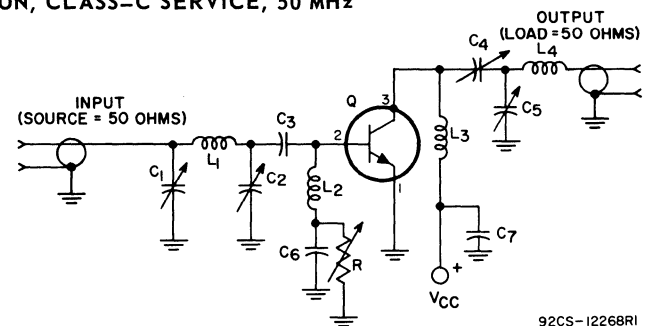 ON, CLASS–C SERVICE, 50 MHz
OUTPUT
(LOAD = 50 OHMS)
C4
L4
INPUT
(SOURCE = 50 OHMS)
Q
3
C3
2
C5
L1
L3
C1
C2
L2
1
C6
R
C7
+
VCC
92CS-12268R1